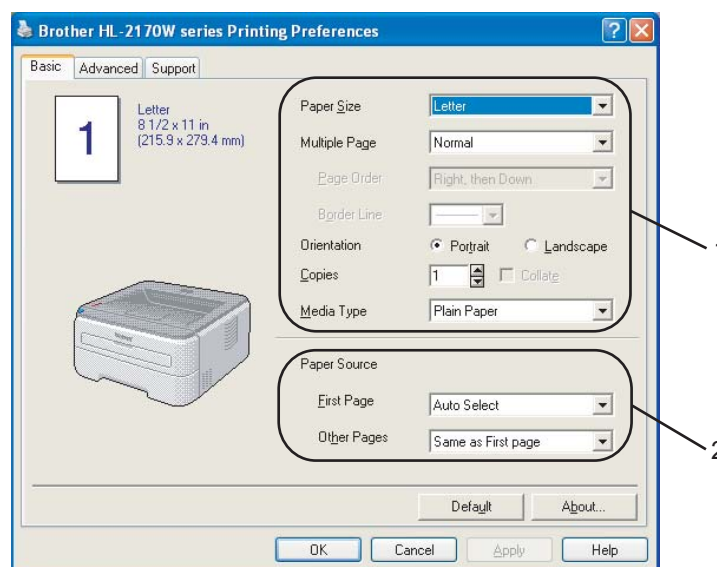 Brother HL-2170W series Printing Preferences
Basic Advanced Support
1
Letter
8 1/2 x 11 in
(215.9 x 279.4 mm)
Paper Size Letter
Multiple Page Normal
Page Order Right, then Down
Border Line
Orientation Portrait Landscape
Copies 1 Collate
Media Type Plain Paper
1
Paper Source
First Page Auto Select
Other Pages Same as First page
2
Default About...
OK Cancel Apply Help